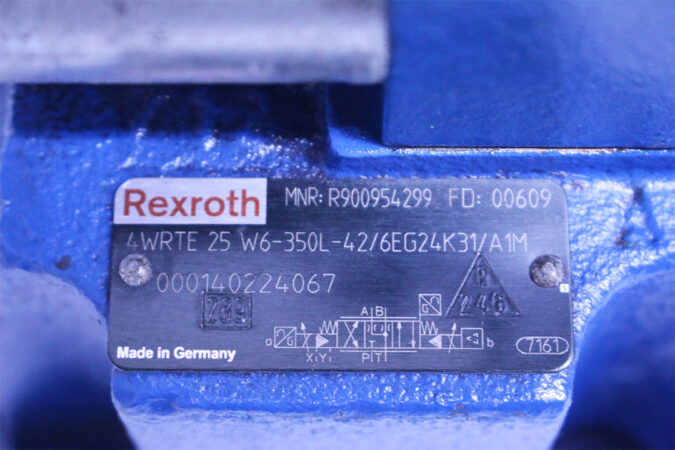 Rexroth MNR: R900954299 FD: 00609
4WRTE 25 W6-350L-42/6EG24K31/A1M
000140224067
289
R
246
A B
G
a G
b
X Y T P T
Made in Germany
7161